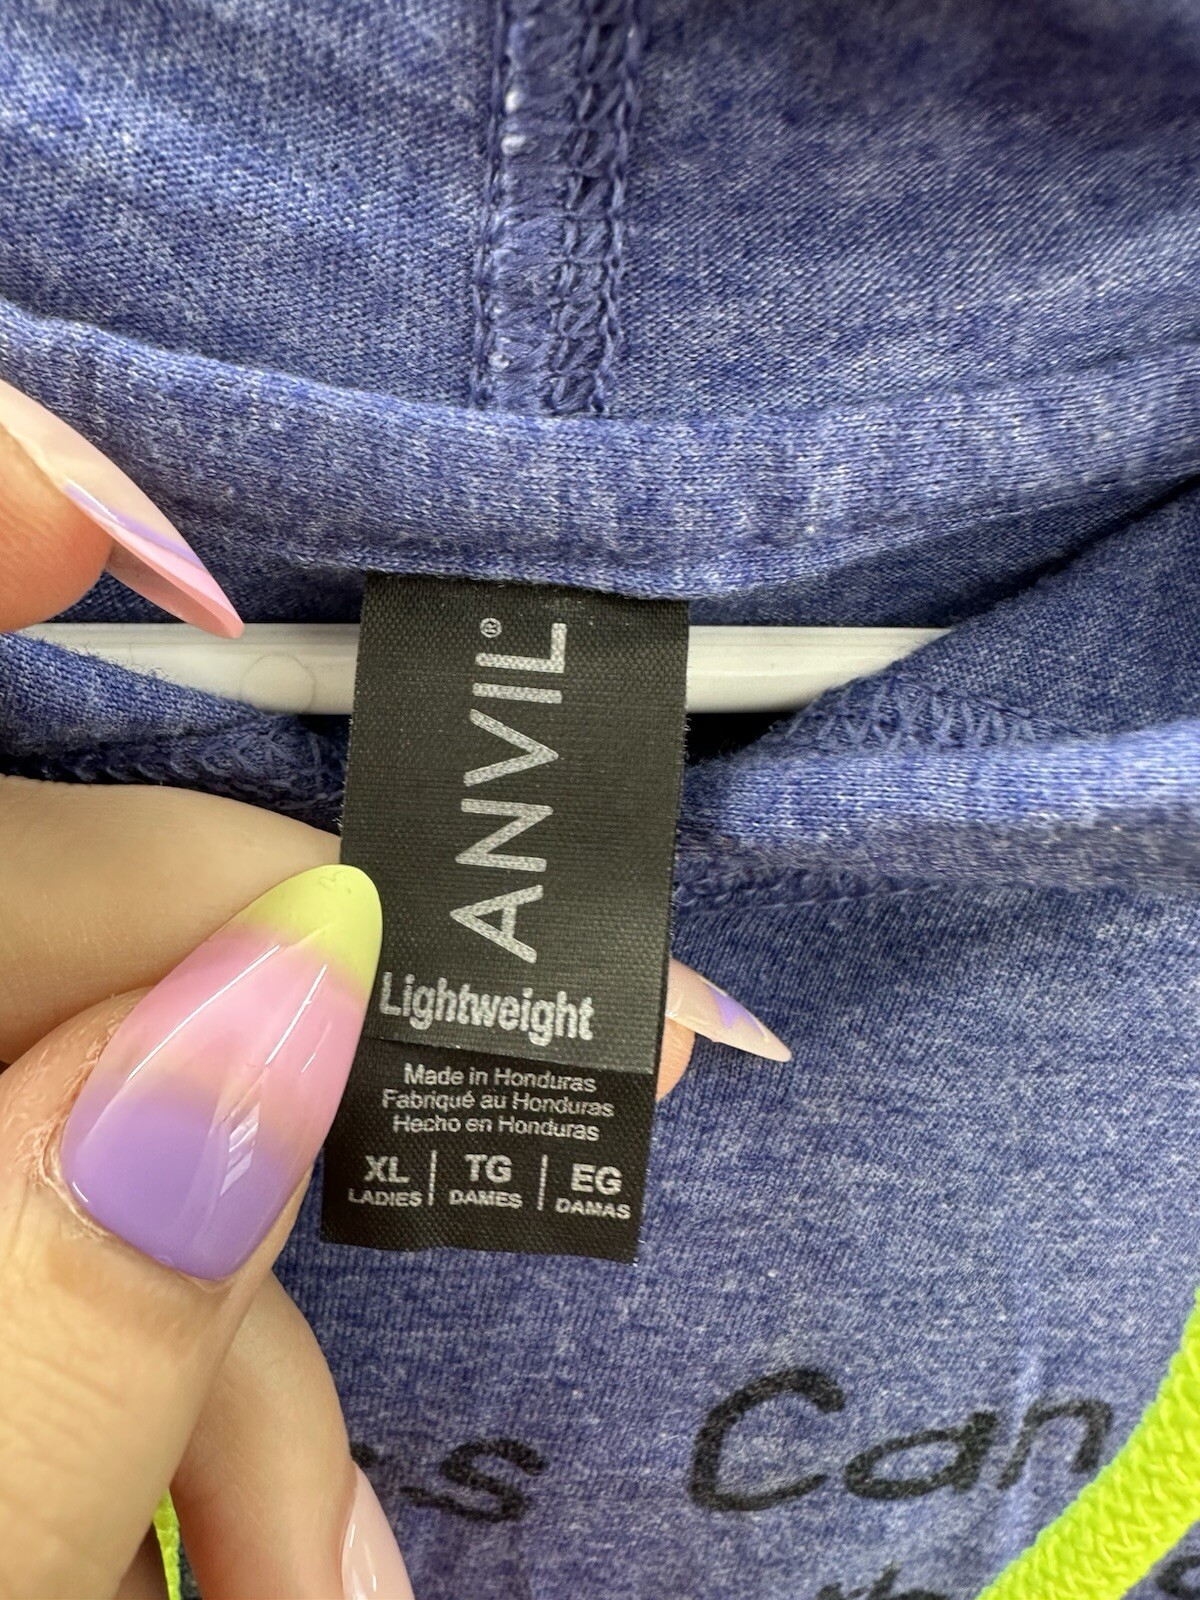 ANVIL®
Lightweight
Made in Honduras
Fabriqué au Honduras
Hecho en Honduras
XL | TG | EG
LADIES | DAMES | DAMAS
Can